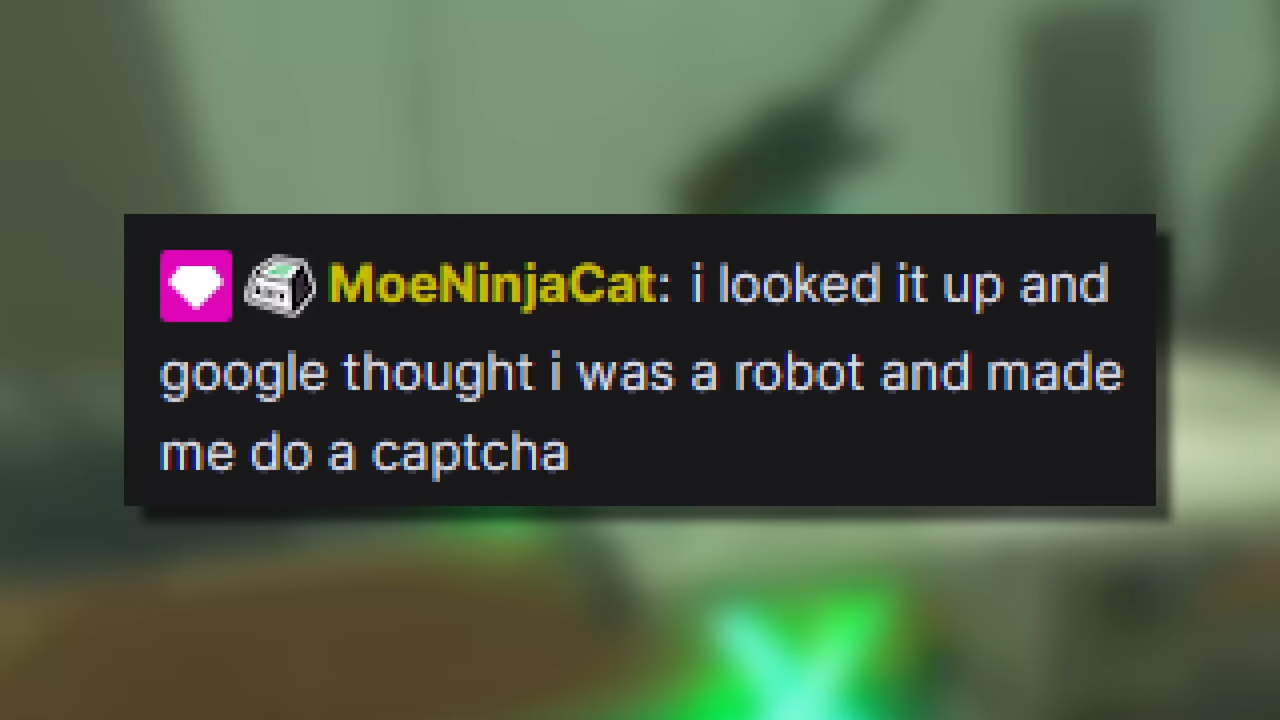 MoeNinjaCat: i looked it up and
google thought i was a robot and made
me do a captcha